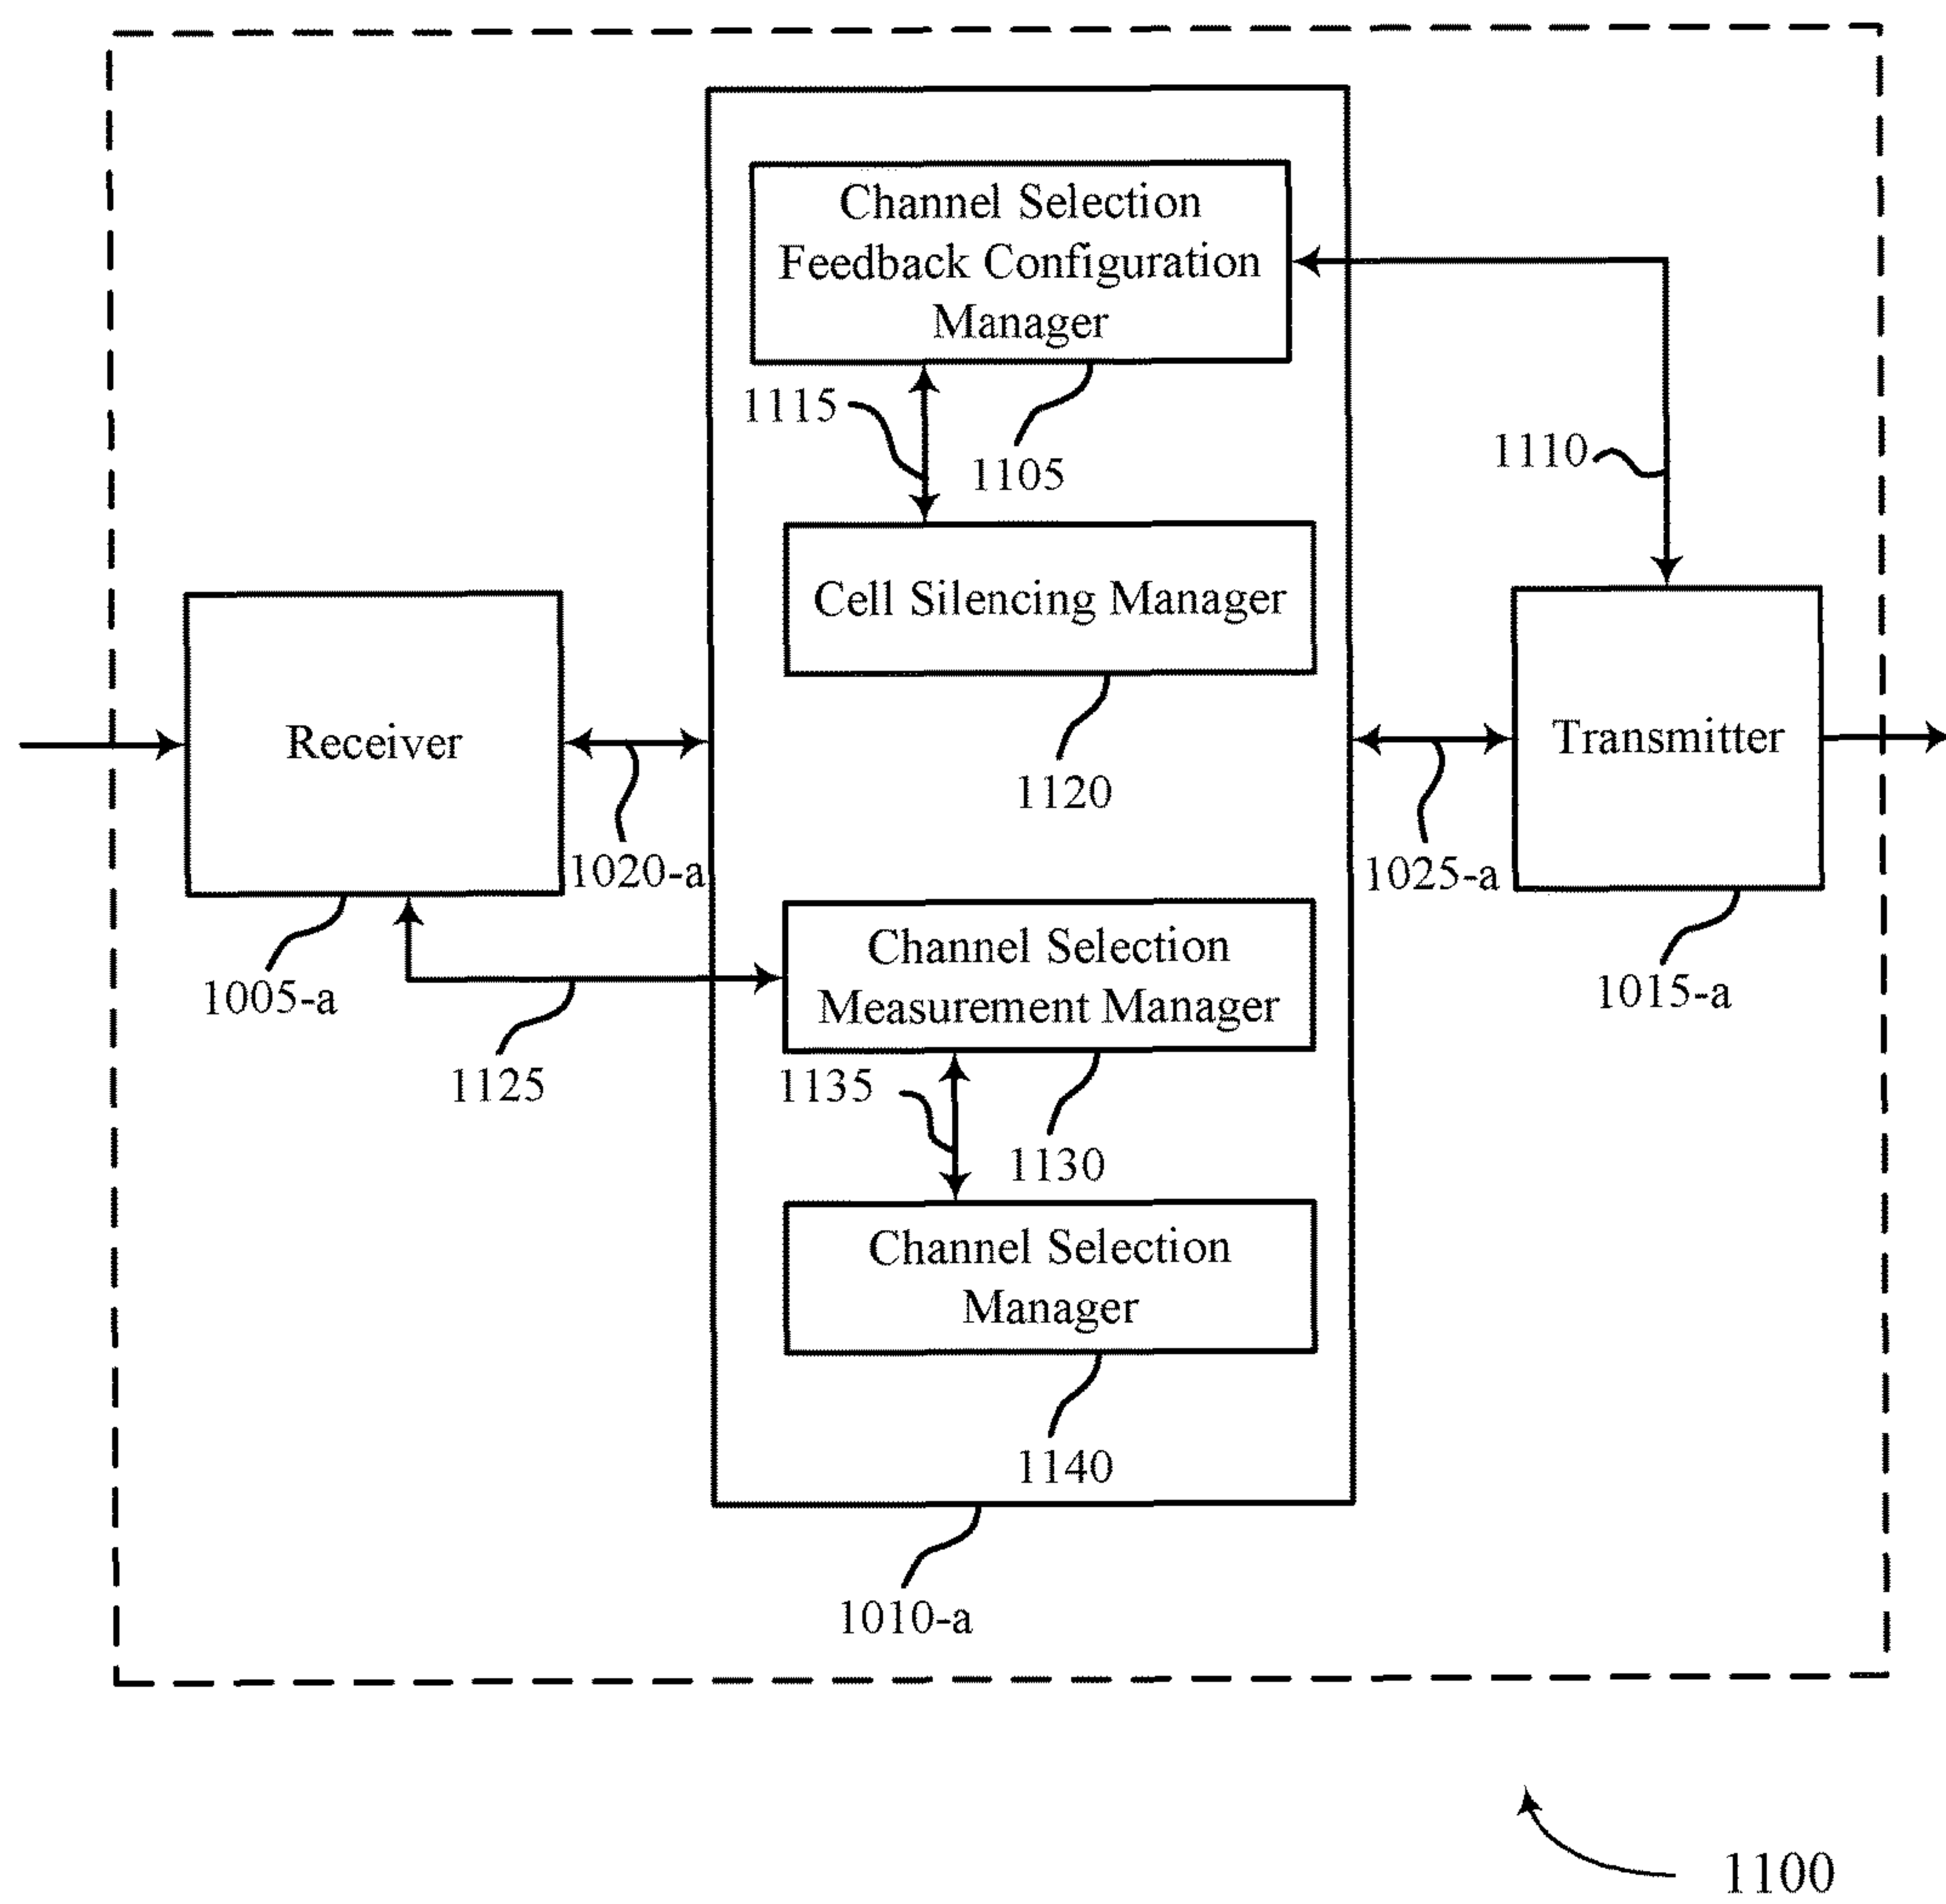 Channel Selection
Feedback Configuration
Manager
1115
1105
1110
Cell Silencing Manager
Receiver
Transmitter
1120
1020-a
1025-a
Channel Selection
Measurement Manager
1005-a
1015-a
1125
1135
1130
Channel Selection
Manager
1140
1010-a
1100